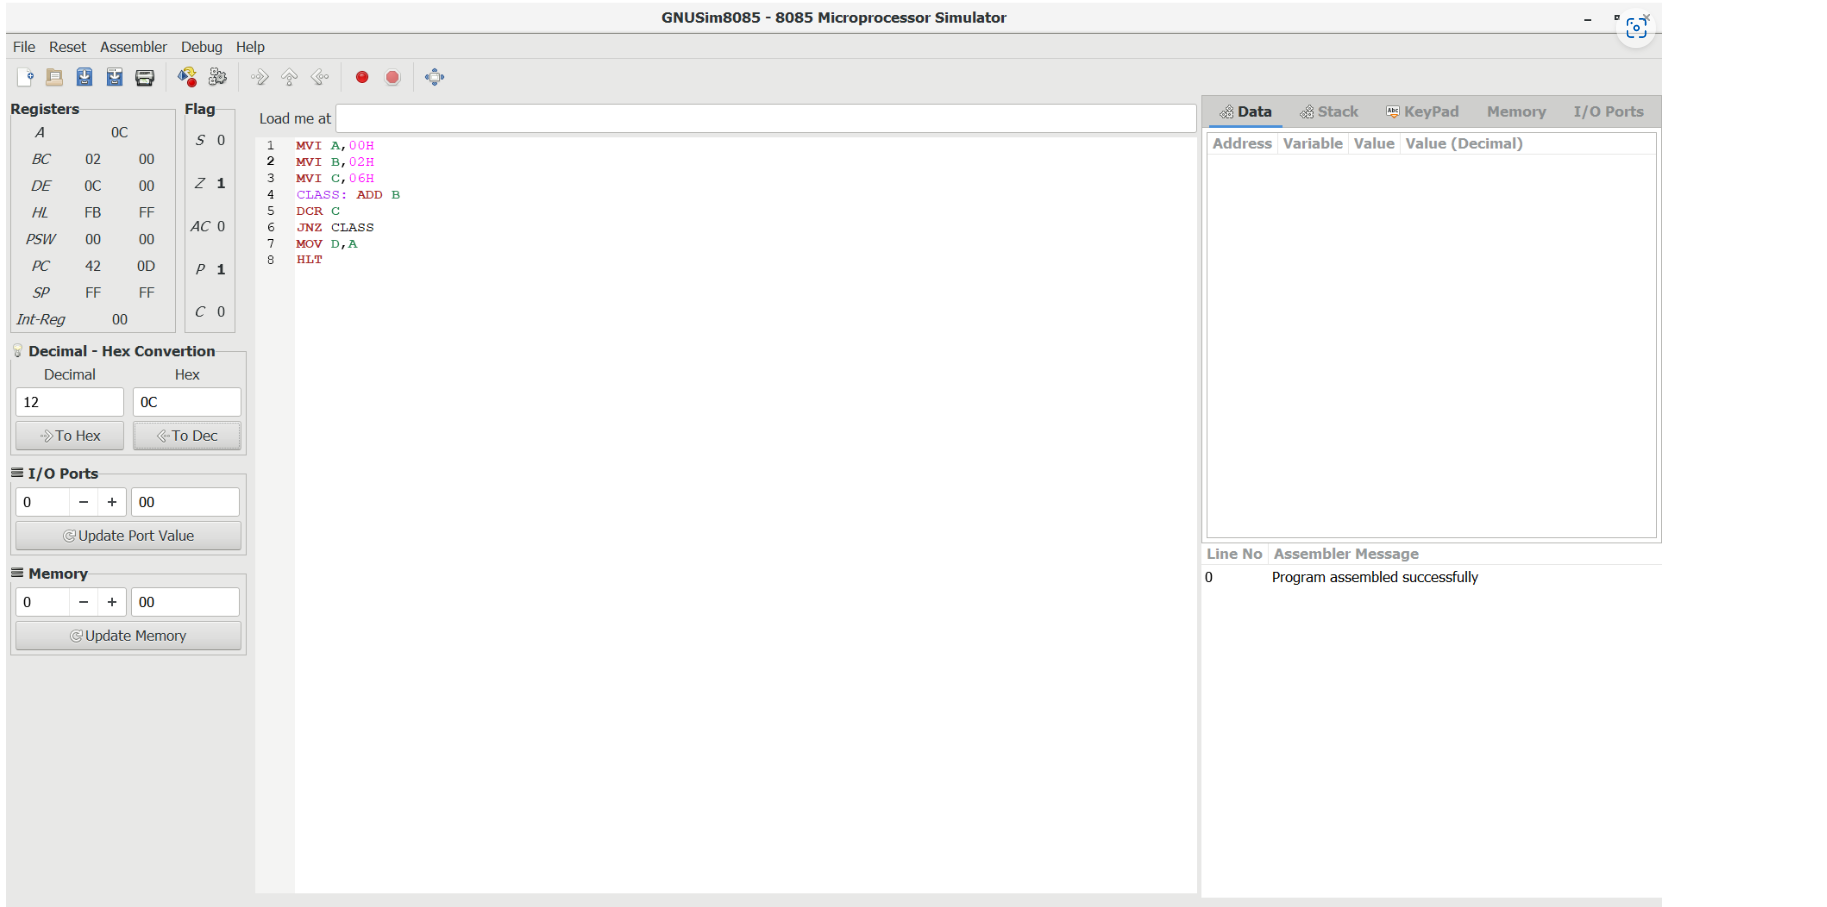 GNUSim8085 - 8085 Microprocessor Simulator
File Reset Assembler Debug Help
Registers
A 0C
BC 02 00
DE 0C 00
HL FB FF
PSW 00 00
PC 42 0D
SP FF FF
Int-Reg 00
Flag
S 0
Z 1
AC 0
P 1
C 0
Decimal - Hex Convertion
Decimal Hex
12 0C
To Hex To Dec
I/O Ports
0 − + 00
Update Port Value
Memory
0 − + 00
Update Memory
Load me at
1 MVI A,00H
2 MVI B,02H
3 MVI C,06H
4 CLASS: ADD B
5 DCR C
6 JNZ CLASS
7 MOV D,A
8 HLT
Data Stack Abc KeyPad Memory I/O Ports
Address Variable Value Value (Decimal)
Line No Assembler Message
0 Program assembled successfully